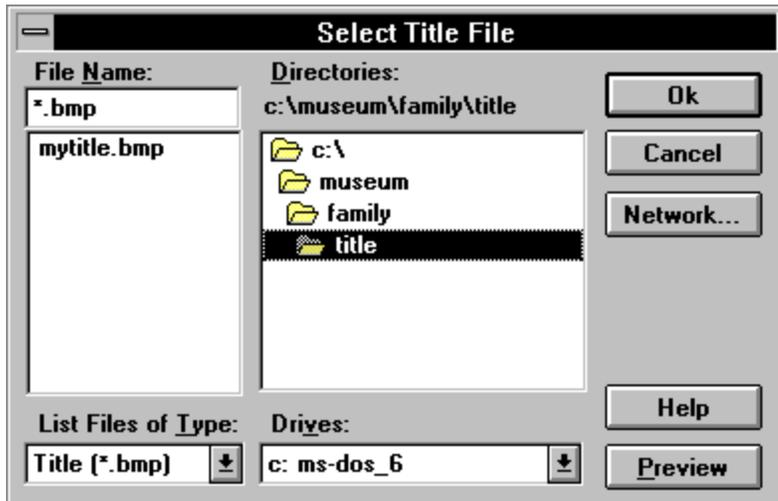 Select Title File
File Name:
*.bmp
mytitle.bmp
List Files of Type:
Title (*.bmp)
Directories:
c:\museum\family\title
c:\
museum
family
title
Drives:
c: ms-dos_6
Ok
Cancel
Network...
Help
Preview